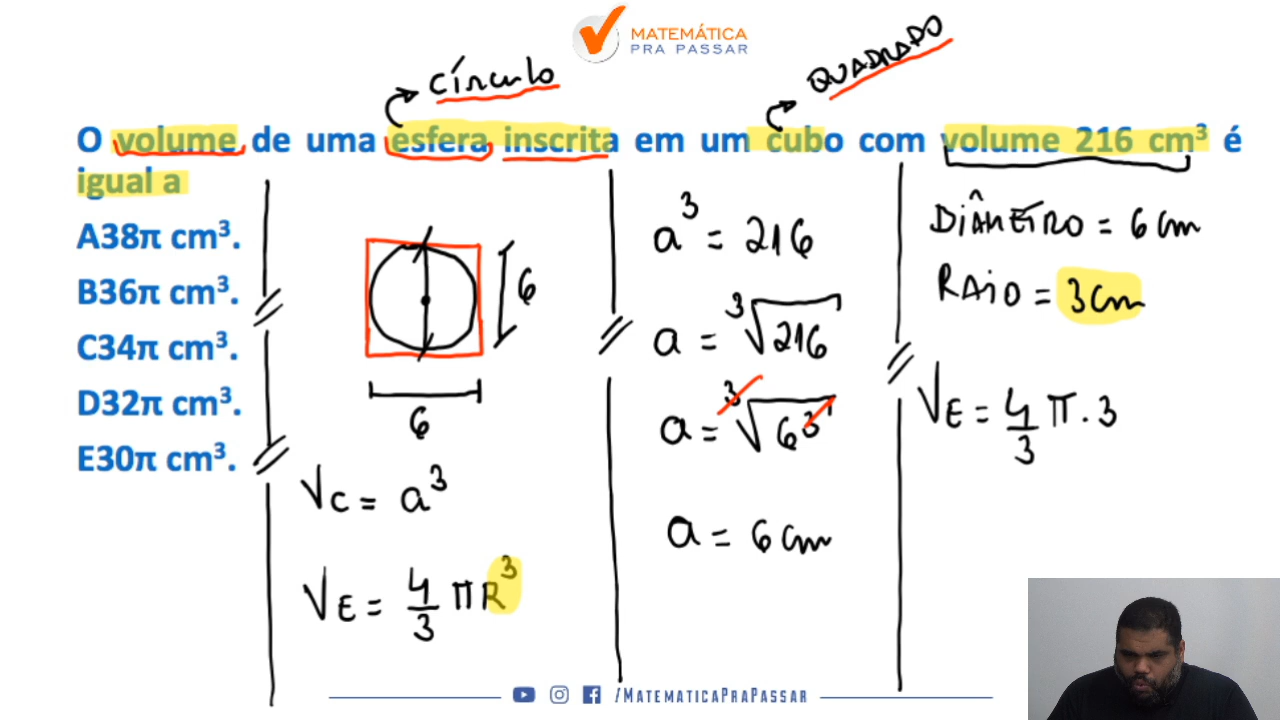 MATEMÁTICA
PRA PASSAR
CÍRCULO
QUADRADO
O volume de uma esfera inscrita em um cubo com volume 216 cm³ é
igual a
A38π cm³.
B36π cm³.
C34π cm³.
D32π cm³.
E30π cm³.
6
6
Vc = a³
VE = 4/3 πR³
a³ = 216
a = ∛216
a = ∛6³
a = 6 cm
DIÂMETRO = 6 cm
RAIO = 3 cm
VE = 4/3 π . 3
/MATEMATICAPRAPASSAR